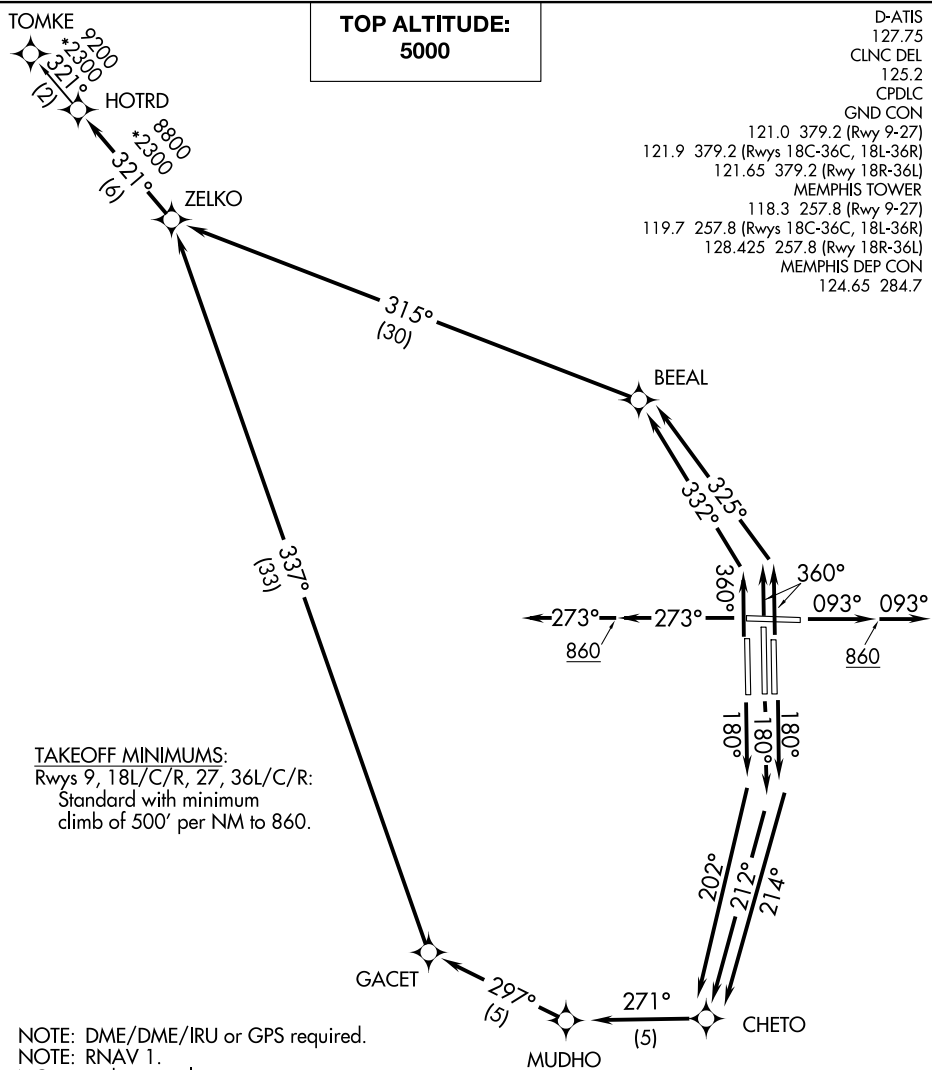 TOP ALTITUDE:
5000
D-ATIS
127.75
CLNC DEL
125.2
CPDLC
GND CON
121.0 379.2 (Rwy 9-27)
121.9 379.2 (Rwys 18C-36C, 18L-36R)
121.65 379.2 (Rwy 18R-36L)
MEMPHIS TOWER
118.3 257.8 (Rwy 9-27)
119.7 257.8 (Rwys 18C-36C, 18L-36R)
128.425 257.8 (Rwy 18R-36L)
MEMPHIS DEP CON
124.65 284.7
TOMKE
9200
*2300
321°
(2)
HOTRD
8800
*2300
321°
(6)
ZELKO
315°
(30)
BEEAL
325°
332°
360°
360°
093°
093°
273°
273°
860
860
337°
(33)
180°
180°
180°
TAKEOFF MINIMUMS:
Rwys 9, 18L/C/R, 27, 36L/C/R:
Standard with minimum
climb of 500' per NM to 860.
202°
212°
214°
GACET
297°
(5)
271°
(5)
CHETO
MUDHO
NOTE: DME/DME/IRU or GPS required.
NOTE: RNAV 1.